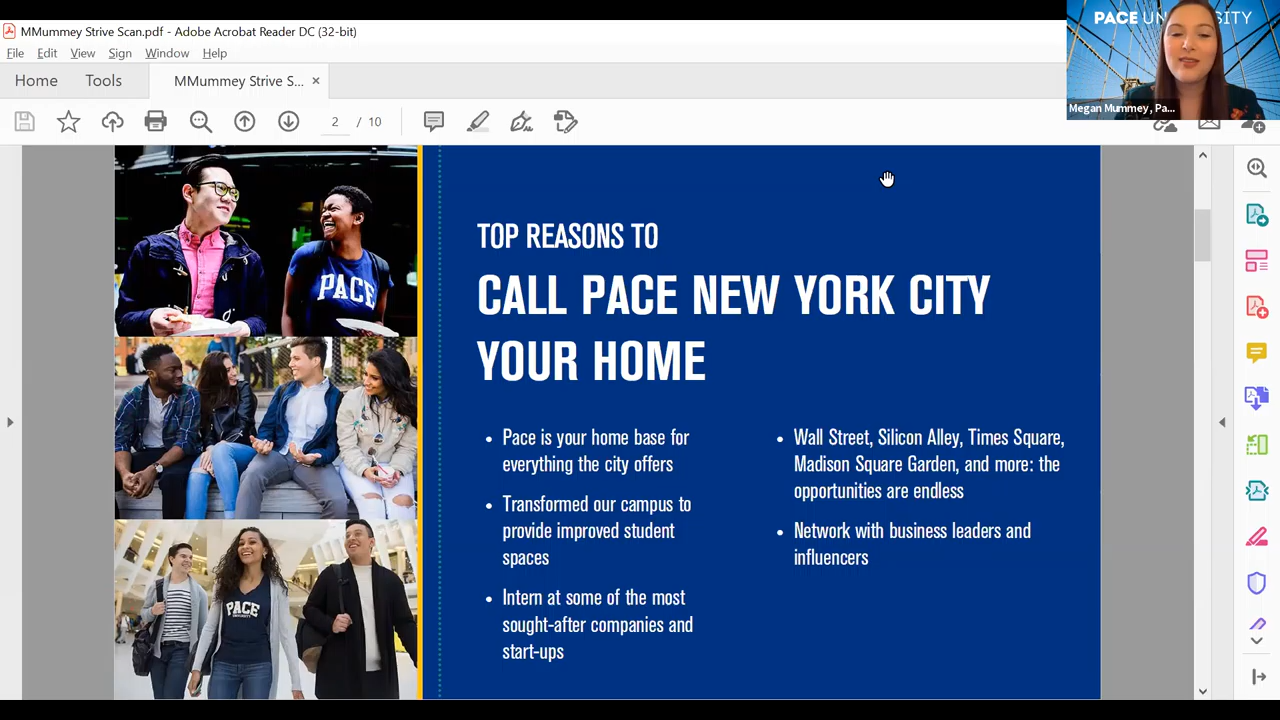 MMummey Strive Scan.pdf - Adobe Acrobat Reader DC (32-bit)
File Edit View Sign Window Help
Home Tools MMummey Strive S... ×
2 / 10
PACE UNIVERSITY
Megan Mummey, Pa...
PACE
PACE
UNIVERSITY
TOP REASONS TO
CALL PACE NEW YORK CITY
YOUR HOME
• Pace is your home base for
everything the city offers
• Transformed our campus to
provide improved student
spaces
• Intern at some of the most
sought-after companies and
start-ups
• Wall Street, Silicon Alley, Times Square,
Madison Square Garden, and more: the
opportunities are endless
• Network with business leaders and
influencers